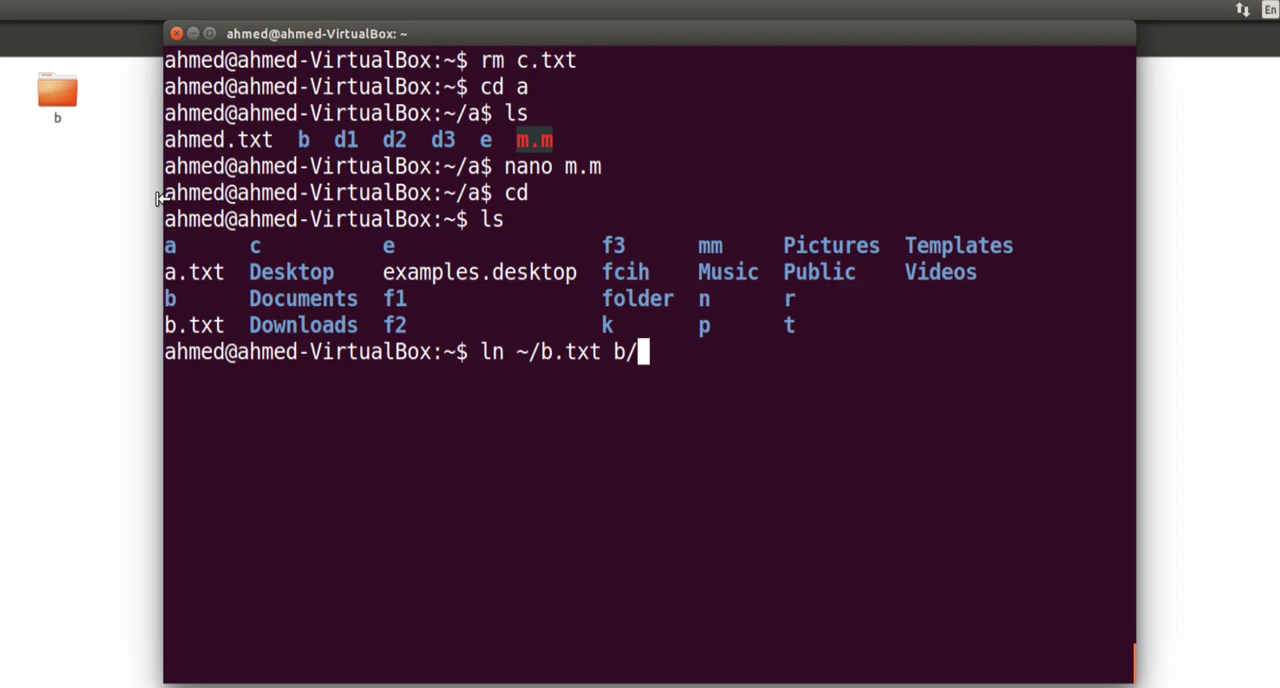 En
ahmed@ahmed-VirtualBox: ~
b
ahmed@ahmed-VirtualBox:~$ rm c.txt
ahmed@ahmed-VirtualBox:~$ cd a
ahmed@ahmed-VirtualBox:~/a$ ls
ahmed.txt b d1 d2 d3 e m.m
ahmed@ahmed-VirtualBox:~/a$ nano m.m
ahmed@ahmed-VirtualBox:~/a$ cd
ahmed@ahmed-VirtualBox:~$ ls
a c e f3 mm Pictures Templates
a.txt Desktop examples.desktop fcih Music Public Videos
b Documents f1 folder n r
b.txt Downloads f2 k p t
ahmed@ahmed-VirtualBox:~$ ln ~/b.txt b/